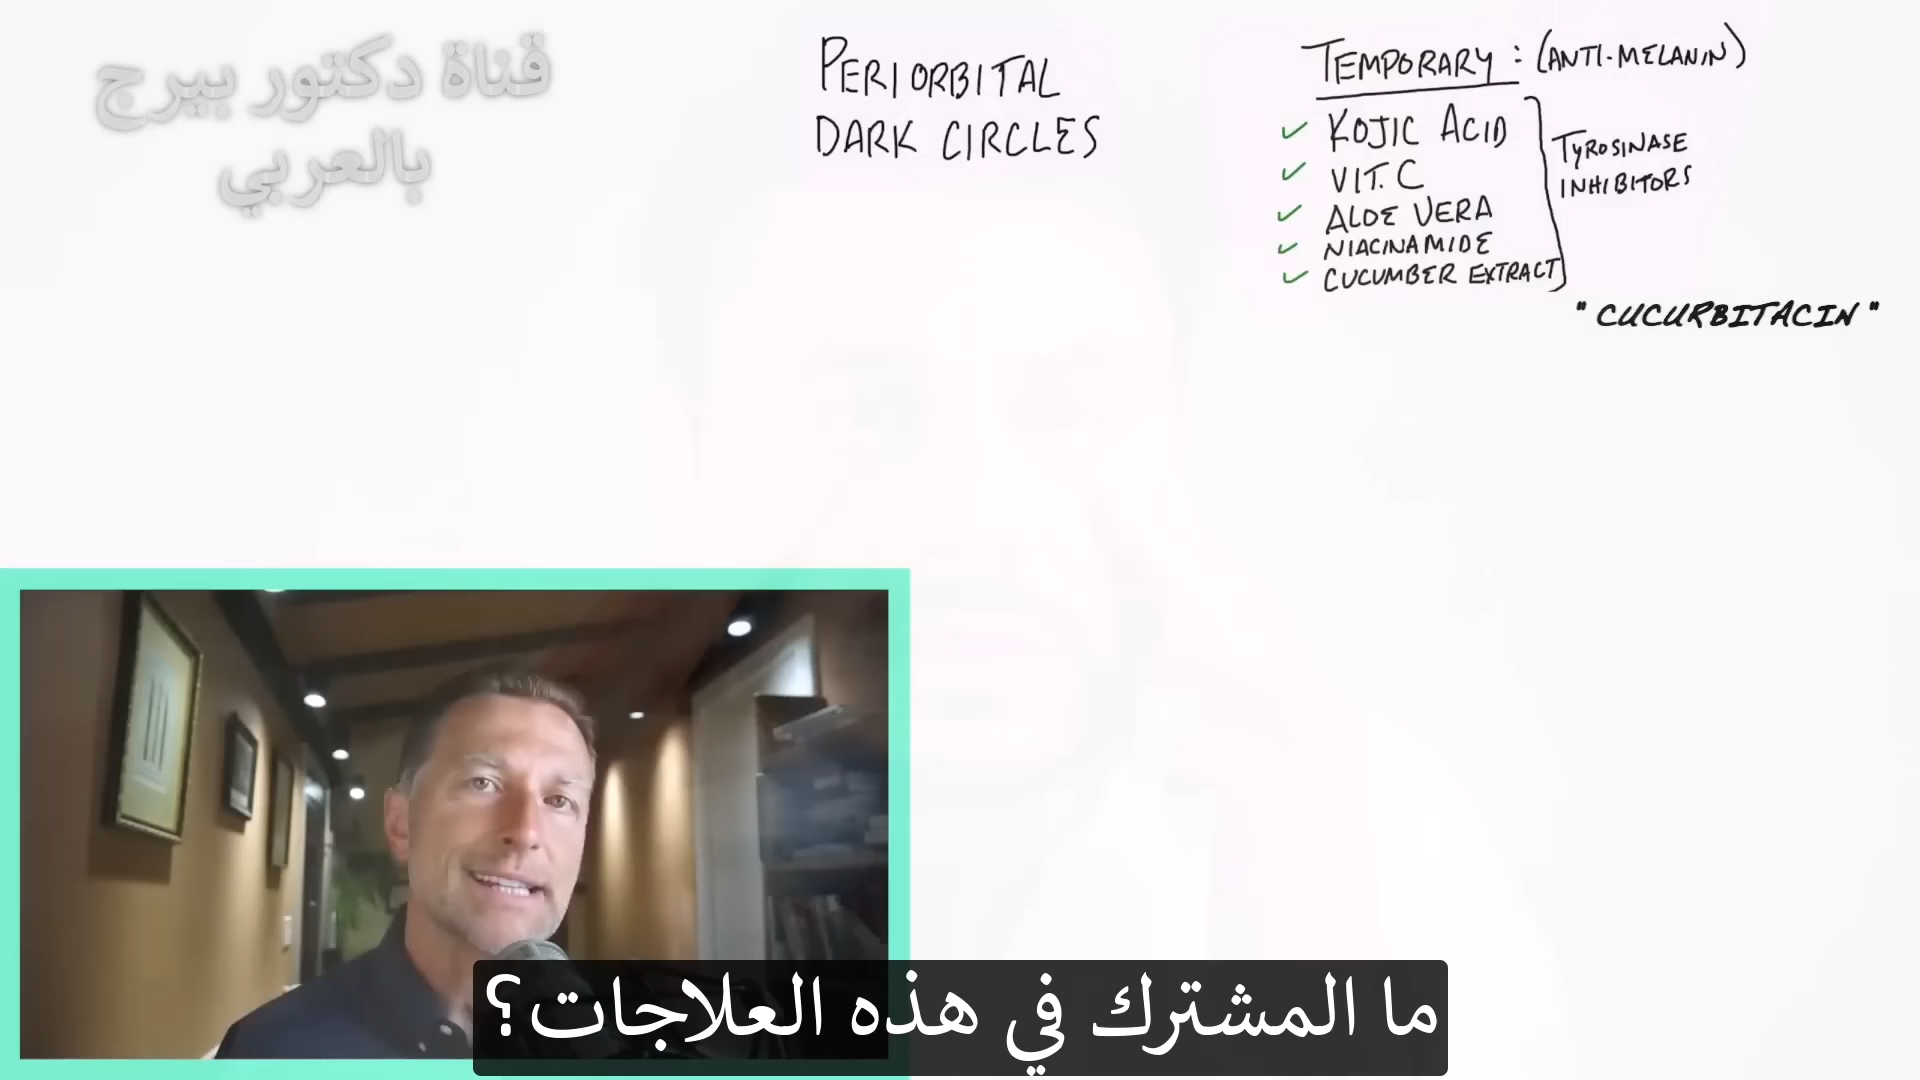 قناة دكتور بيرج
بالعربي
PERIORBITAL
DARK CIRCLES
TEMPORARY: (ANTI-MELANIN)
✓ KOJIC ACID
✓ VIT. C
✓ ALOE VERA
✓ NIACINAMIDE
✓ CUCUMBER EXTRACT
TYROSINASE
INHIBITORS
"CUCURBITACIN"
ما المشترك في هذه العلاجات؟